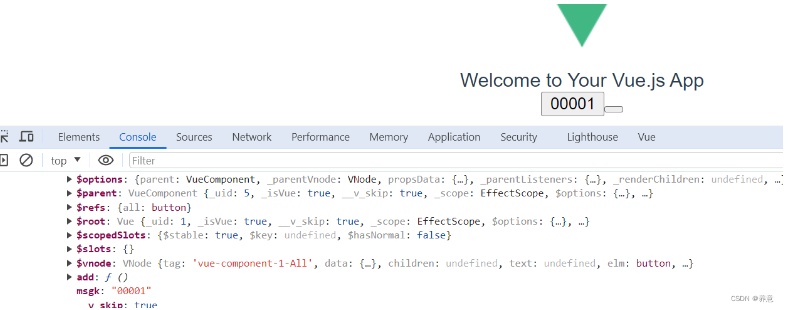 Welcome to Your Vue.js App
00001
Elements Console Sources Network Performance Memory Application Security Lighthouse Vue
top Filter
$options: {parent: VueComponent, _parentVnode: VNode, propsData: {…}, _parentListeners: {…}, _renderChildren: undefined, …}
$parent: VueComponent {_uid: 5, _isVue: true, __v_skip: true, _scope: EffectScope, $options: {…}, …}
$refs: {all: button}
$root: Vue {_uid: 1, _isVue: true, __v_skip: true, _scope: EffectScope, $options: {…}, …}
$scopedSlots: {$stable: true, $key: undefined, $hasNormal: false}
$slots: {}
$vnode: VNode {tag: 'vue-component-1-All', data: {…}, children: undefined, text: undefined, elm: button, …}
add: ƒ ()
msgk: "00001"
__v_skip: true